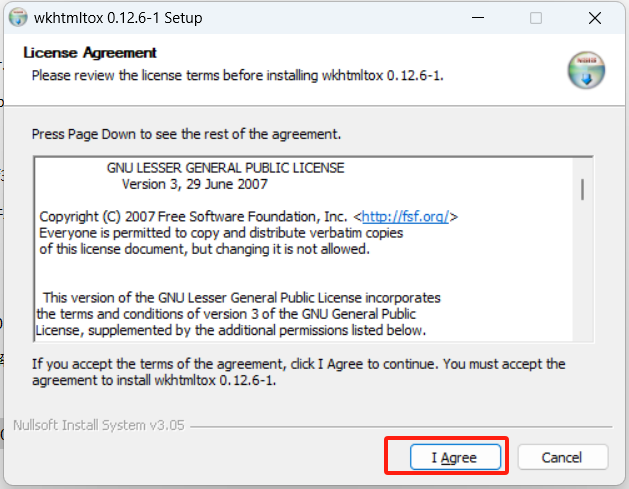 wkhtmltox 0.12.6-1 Setup
License Agreement
Please review the license terms before installing wkhtmltox 0.12.6-1.
Press Page Down to see the rest of the agreement.
GNU LESSER GENERAL PUBLIC LICENSE
Version 3, 29 June 2007
Copyright (C) 2007 Free Software Foundation, Inc. <http://fsf.org/>
Everyone is permitted to copy and distribute verbatim copies
of this license document, but changing it is not allowed.
This version of the GNU Lesser General Public License incorporates
the terms and conditions of version 3 of the GNU General Public
License, supplemented by the additional permissions listed below.
If you accept the terms of the agreement, click I Agree to continue. You must accept the
agreement to install wkhtmltox 0.12.6-1.
Nullsoft Install System v3.05
I Agree
Cancel